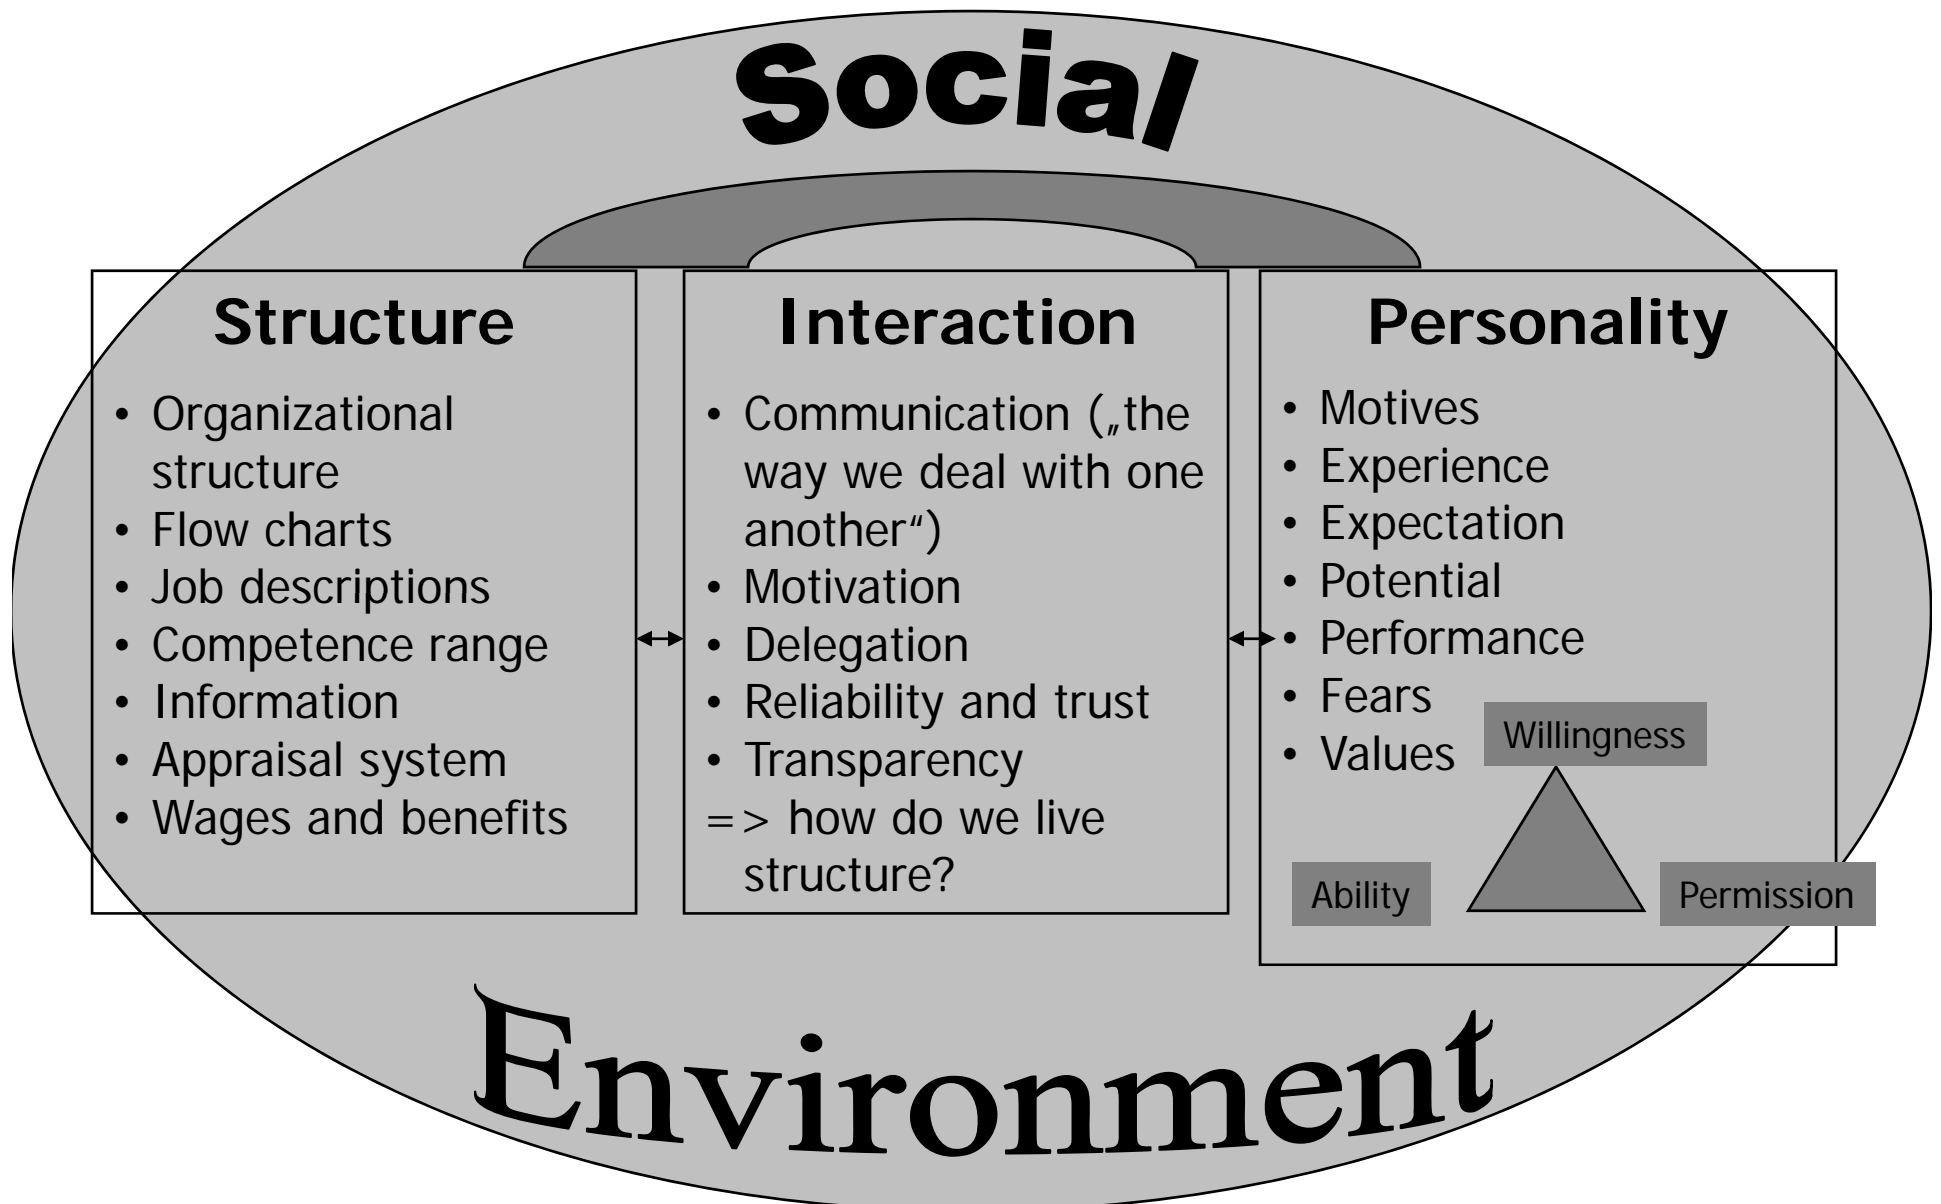 Social
Structure
• Organizational
structure
• Flow charts
• Job descriptions
• Competence range
• Information
• Appraisal system
• Wages and benefits
Interaction
• Communication („the
way we deal with one
another“)
• Motivation
• Delegation
• Reliability and trust
• Transparency
=> how do we live
structure?
Personality
• Motives
• Experience
• Expectation
• Potential
• Performance
• Fears
• Values
Willingness
Ability
Permission
Environment